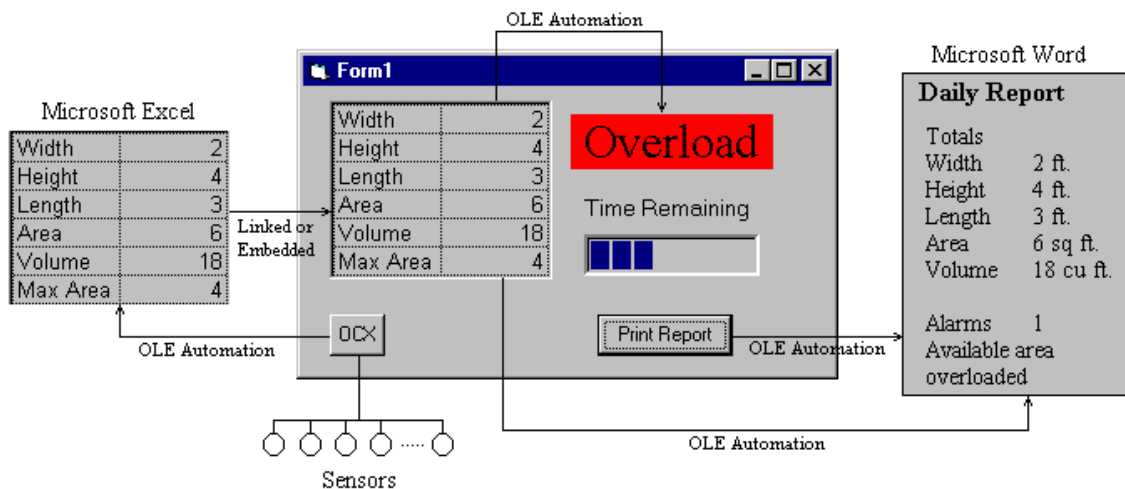 OLE Automation
Microsoft Word
Form1
Daily Report
Microsoft Excel
Width 2
Height 4
Length 3
Area 6
Volume 18
Max Area 4
Linked or
Embedded
Width 2
Height 4
Length 3
Area 6
Volume 18
Max Area 4
Overload
Time Remaining
Totals
Width 2 ft.
Height 4 ft.
Length 3 ft.
Area 6 sq ft.
Volume 18 cu ft.
Alarms 1
Available area
overloaded
OCX
Print Report
OLE Automation
OLE Automation
OLE Automation
Sensors